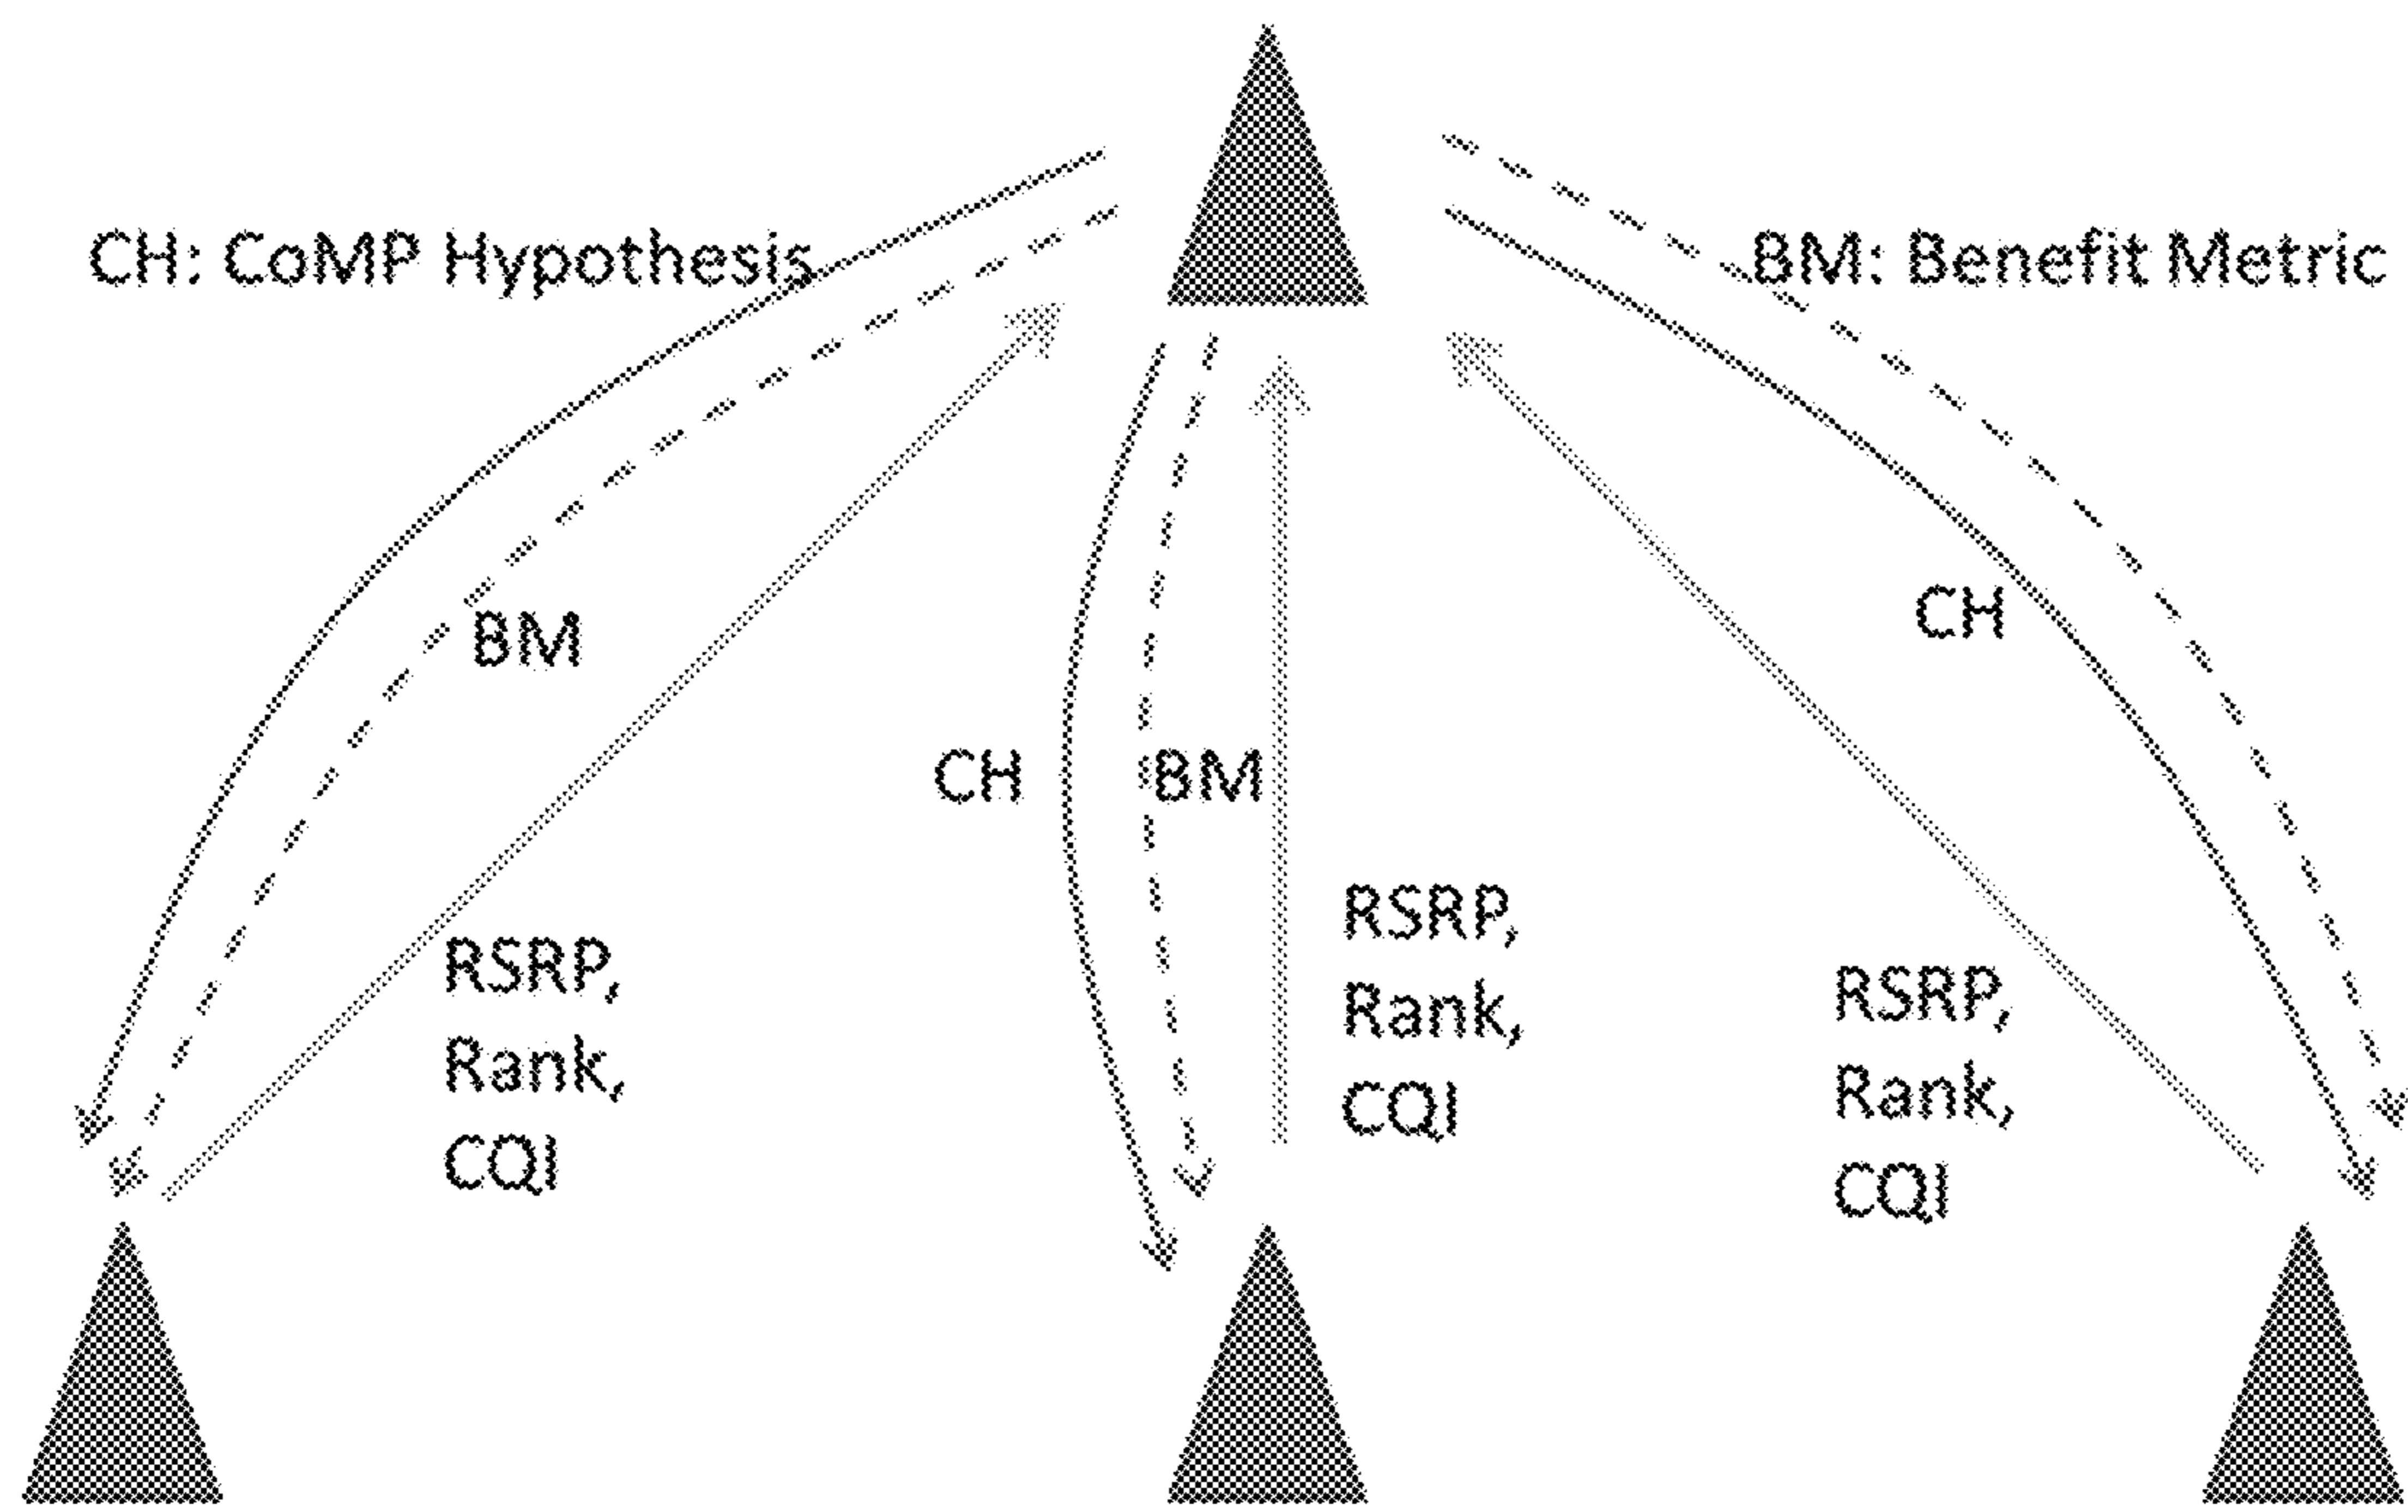 CH: CoMP Hypothesis
BM: Benefit Metric
BM
CH
CH
BM
RSRP,
Rank,
CQI
RSRP,
Rank,
CQI
RSRP,
Rank,
CQI